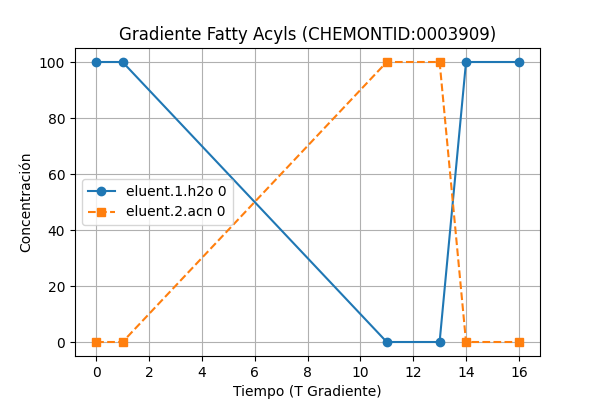 Gradiente Fatty Acyls (CHEMONTID:0003909)
Concentración
100
80
60
40
20
0
eluent.1.h2o 0
eluent.2.acn 0
0 2 4 6 8 10 12 14 16
Tiempo (T Gradiente)